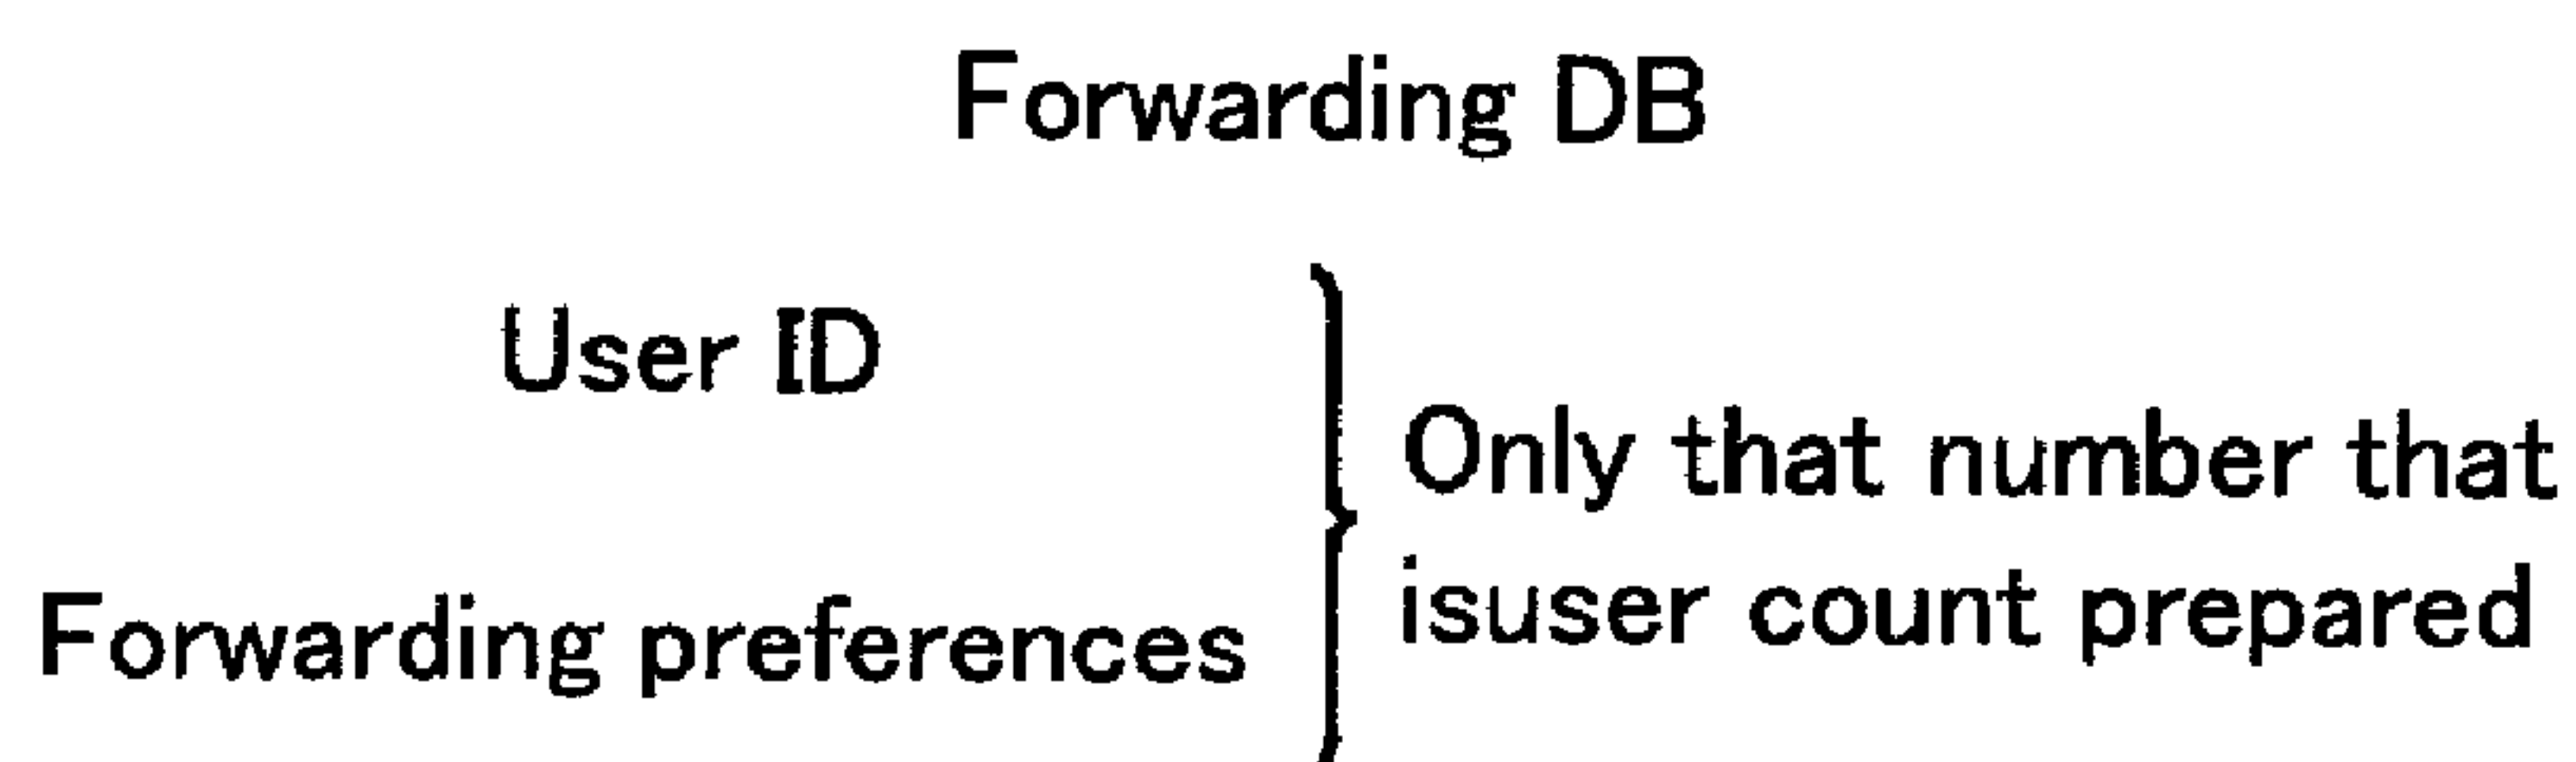 Forwarding DB
User ID
Only that number that
isuser count prepared
Forwarding preferences